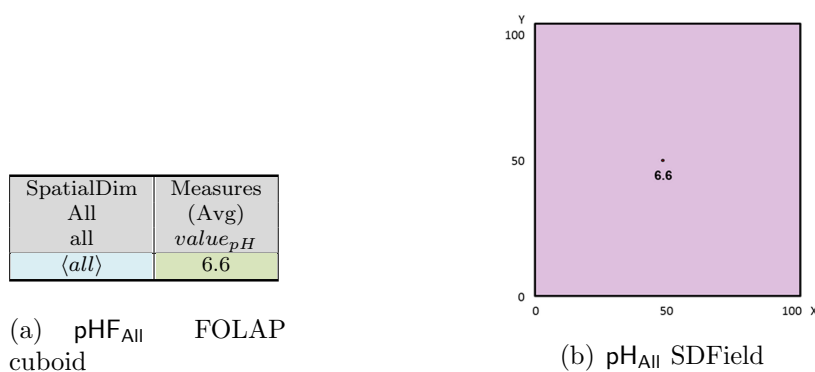 SpatialDim Measures
All (Avg)
all value_pH
⟨all⟩ 6.6
(a) pHF_All FOLAP
cuboid
Y
100
50
6.6
0
0 50 100 X
(b) pH_All SDField